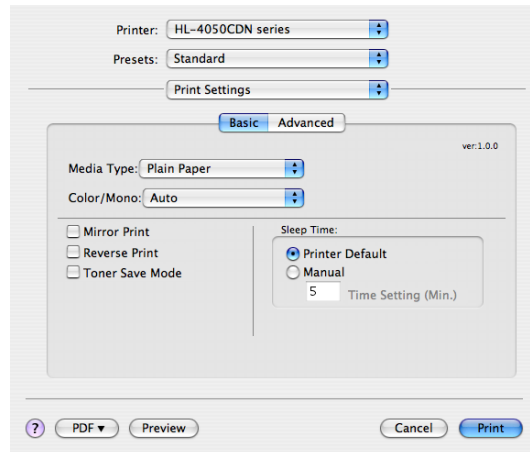 Printer: HL-4050CDN series
Presets: Standard
Print Settings
Basic Advanced
ver:1.0.0
Media Type: Plain Paper
Color/Mono: Auto
Mirror Print
Reverse Print
Toner Save Mode
Sleep Time:
Printer Default
Manual
5 Time Setting (Min.)
? PDF ▼ Preview Cancel Print